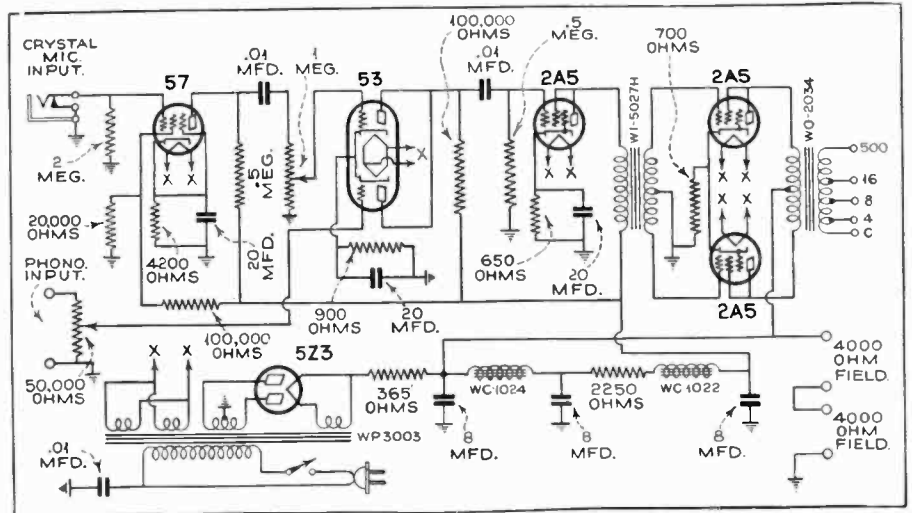 CRYSTAL
MIC.
INPUT.
57
.01
MFD.
1
MEG.
53
100,000
OHMS
.01
MFD.
.5
MEG.
2A5
WI-5027H
700
OHMS
2A5
WO-2034
500
16
8
4
C
2
MEG.
20,000
OHMS
X X
4200
OHMS
20
MFD.
.5
MEG.
X
900
OHMS
20
MFD.
X X
650
OHMS
20
MFD.
X X
X X
2A5
PHONO.
INPUT.
50,000
OHMS
100,000
OHMS
X X
5Z3
365
OHMS
WC-1024
2250
OHMS
WC-1022
8
MFD.
8
MFD.
8
MFD.
4000
OHM
FIELD.
4000
OHM
FIELD.
WP3003
.01
MFD.